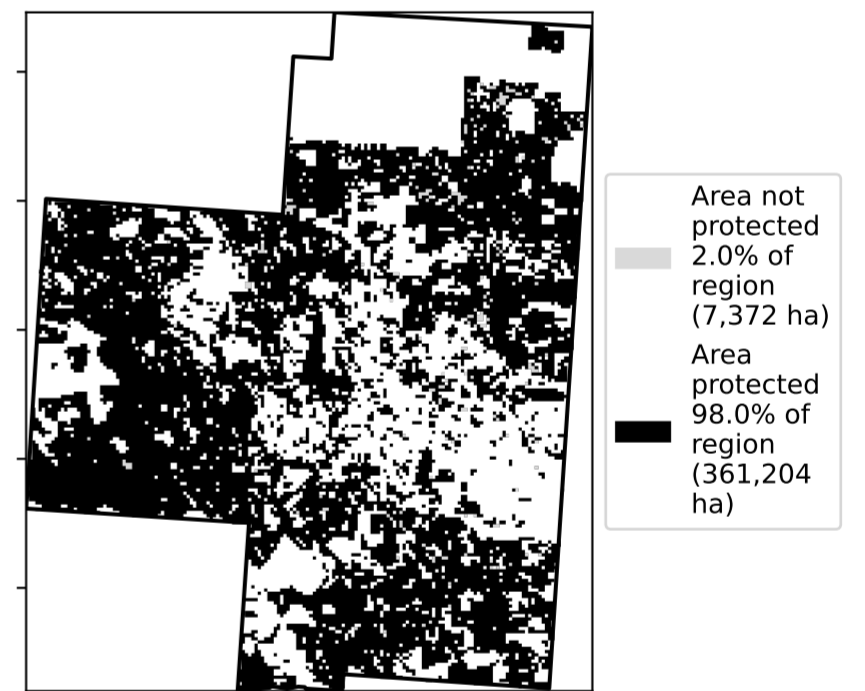 Area not
protected
2.0% of
region
(7,372 ha)
Area
protected
98.0% of
region
(361,204
ha)